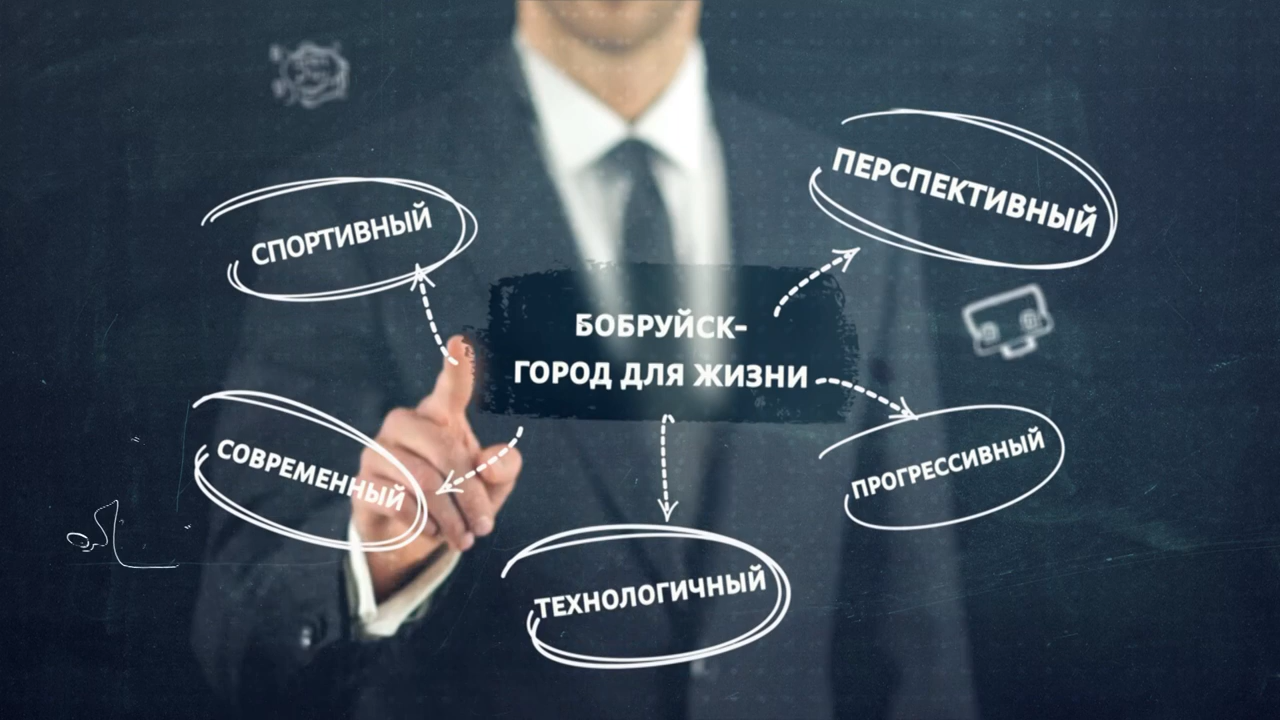 ПЕРСПЕКТИВНЫЙ
СПОРТИВНЫЙ
БОБРУЙСК-
ГОРОД ДЛЯ ЖИЗНИ
СОВРЕМЕННЫЙ
ПРОГРЕССИВНЫЙ
ТЕХНОЛОГИЧНЫЙ